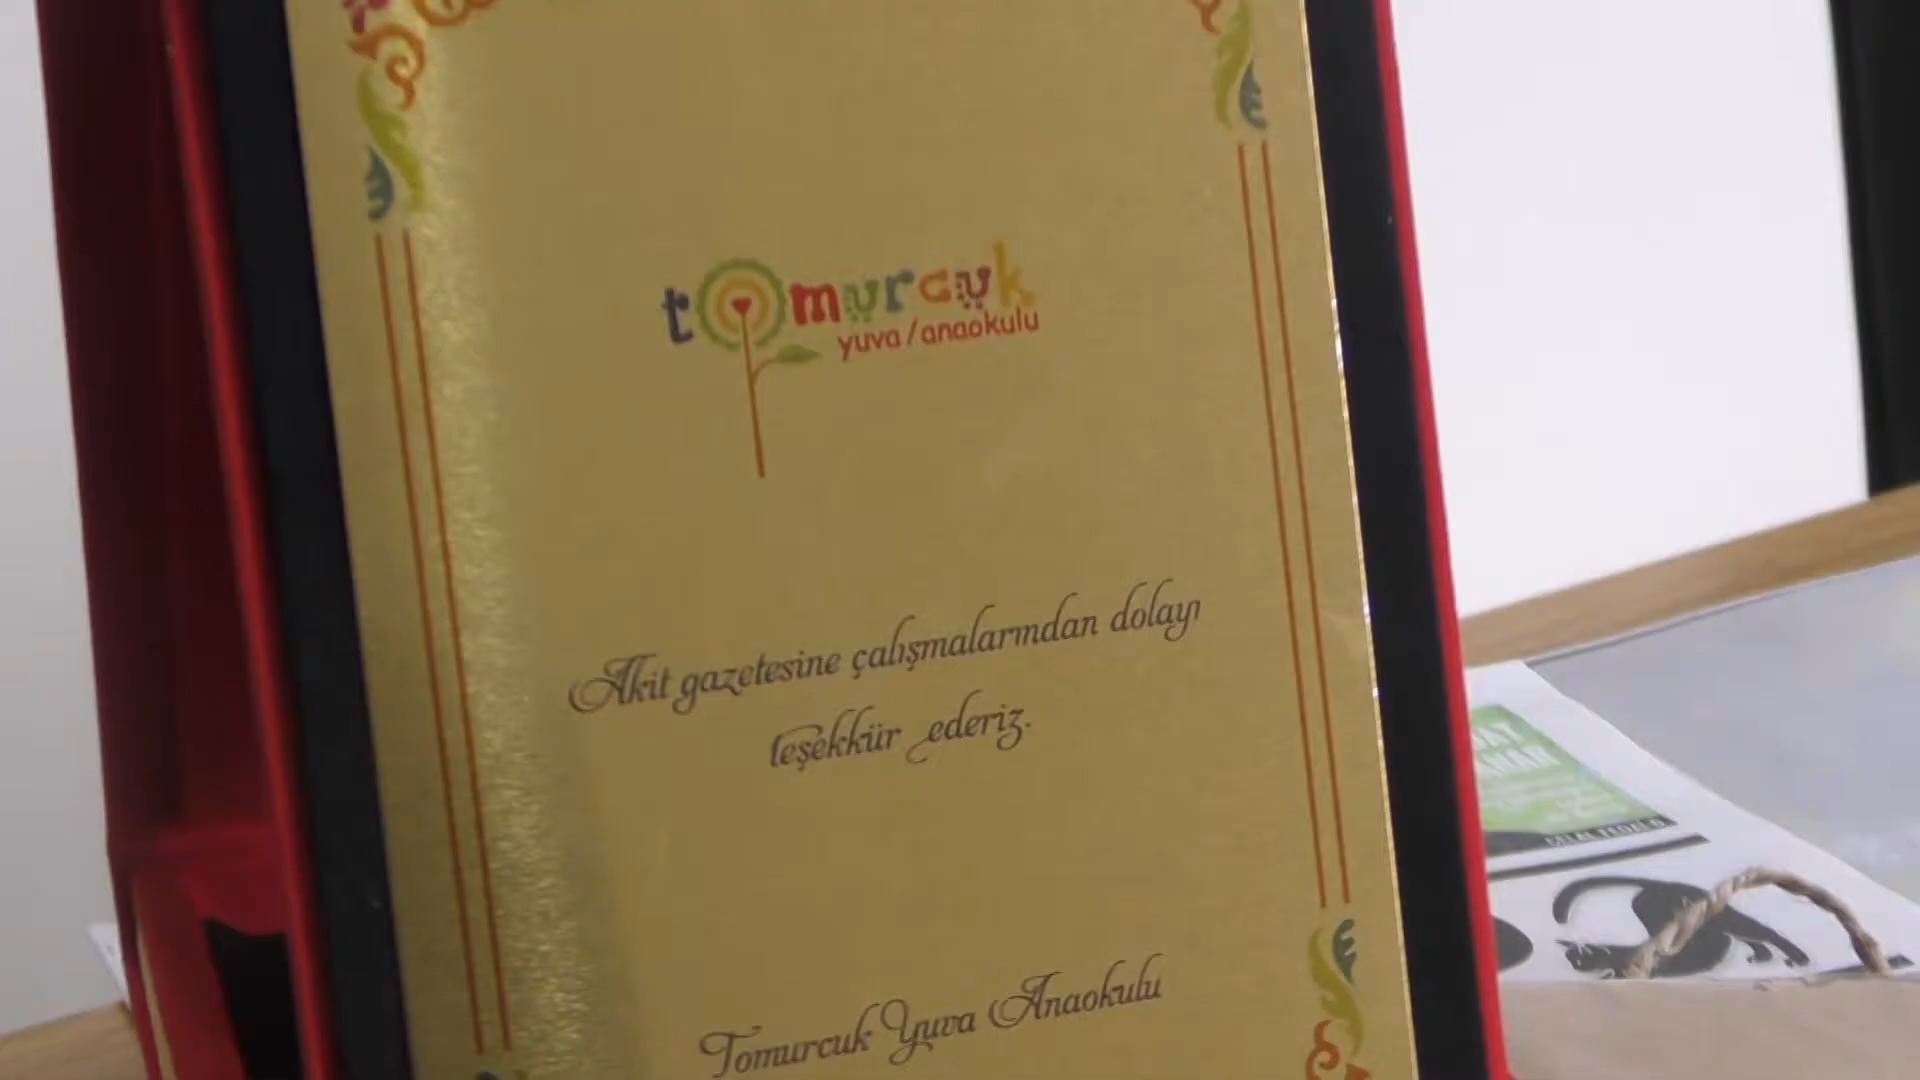 tomurcuk
yuva/anaokulu
Akit gazetesine çalışmalarından dolayı
teşekkür ederiz.
Tomurcuk Yuva Anaokulu